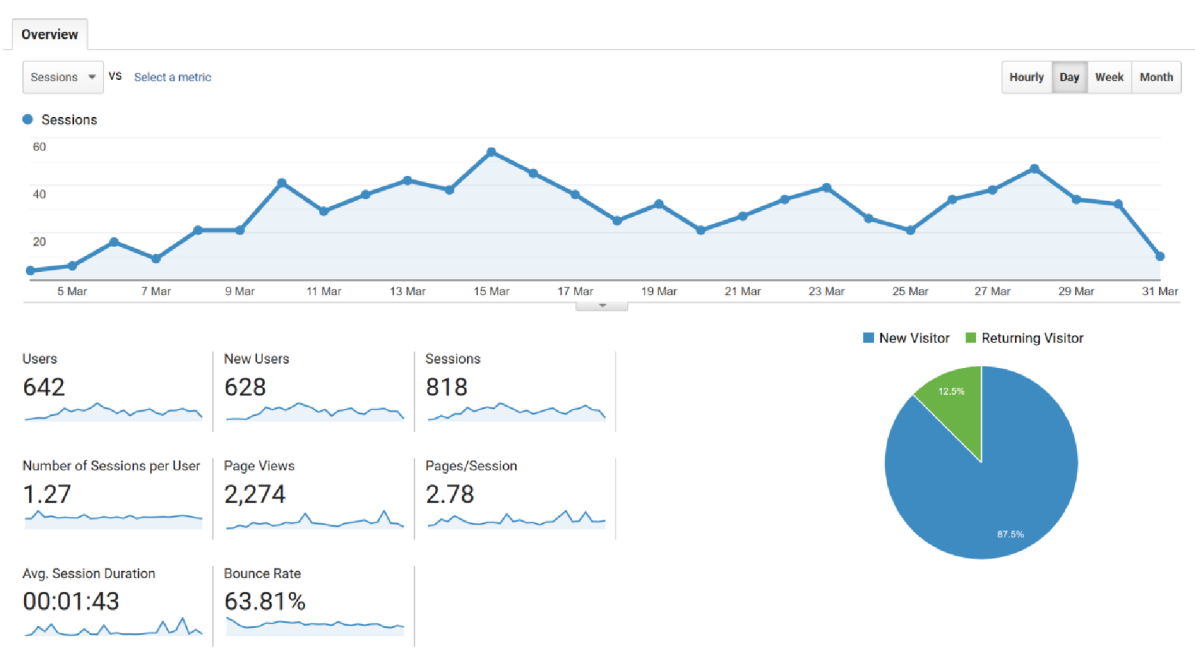 Overview
Sessions VS Select a metric
Hourly Day Week Month
Sessions
60
40
20
5 Mar 7 Mar 9 Mar 11 Mar 13 Mar 15 Mar 17 Mar 19 Mar 21 Mar 23 Mar 25 Mar 27 Mar 29 Mar 31 Mar
New Visitor Returning Visitor
Users New Users Sessions
642 628 818
12.5%
Number of Sessions per User Page Views Pages/Session
1.27 2,274 2.78
87.5%
Avg. Session Duration Bounce Rate
00:01:43 63.81%